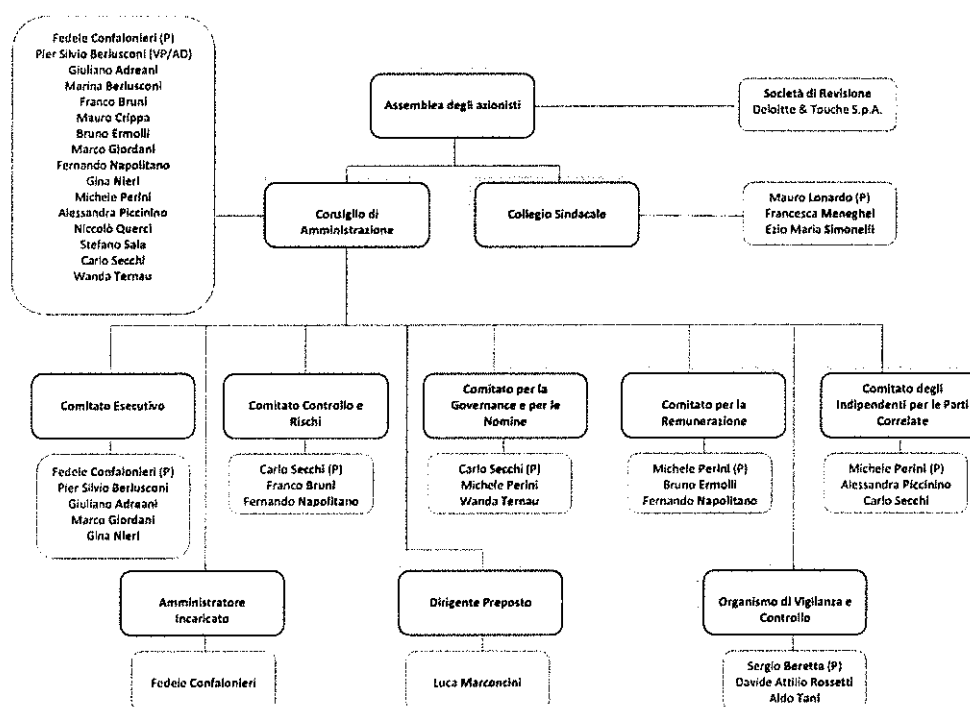 Fedele Confalonieri (P)
Pier Silvio Berlusconi (VP/AD)
Giuliano Adreani
Marina Berlusconi
Franco Bruni
Mauro Crippa
Bruno Ermolli
Marco Giordani
Fernando Napolitano
Gina Nieri
Michele Perini
Alessandra Piccinino
Niccolò Querci
Stefano Sala
Carlo Secchi
Wanda Ternau
Assemblea degli azionisti
Società di Revisione
Deloitte & Touche S.p.A.
Consiglio di
Amministrazione
Collegio Sindacale
Mauro Lonardo (P)
Francesca Meneghel
Ezio Maria Simonelli
Comitato Esecutivo
Comitato Controllo e
Rischi
Comitato per la
Governance e per le
Nomine
Comitato per la
Remunerazione
Comitato degli
Indipendenti per le Parti
Correlate
Fedele Confalonieri (P)
Pier Silvio Berlusconi
Giuliano Adreani
Marco Giordani
Gina Nieri
Carlo Secchi (P)
Franco Bruni
Fernando Napolitano
Carlo Secchi (P)
Michele Perini
Wanda Ternau
Michele Perini (P)
Bruno Ermolli
Fernando Napolitano
Michele Perini (P)
Alessandra Piccinino
Carlo Secchi
Amministratore
Incaricato
Dirigente Preposto
Organismo di Vigilanza e
Controllo
Fedele Confalonieri
Luca Marconcini
Sergio Beretta (P)
Davide Attilio Rossetti
Aldo Tani